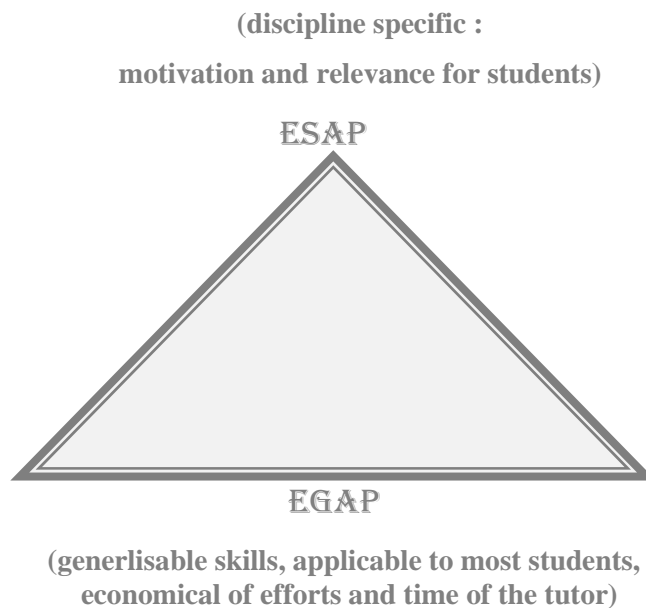 (discipline specific :
motivation and relevance for students)
ESAP
EGAP
(generlisable skills, applicable to most students,
economical of efforts and time of the tutor)